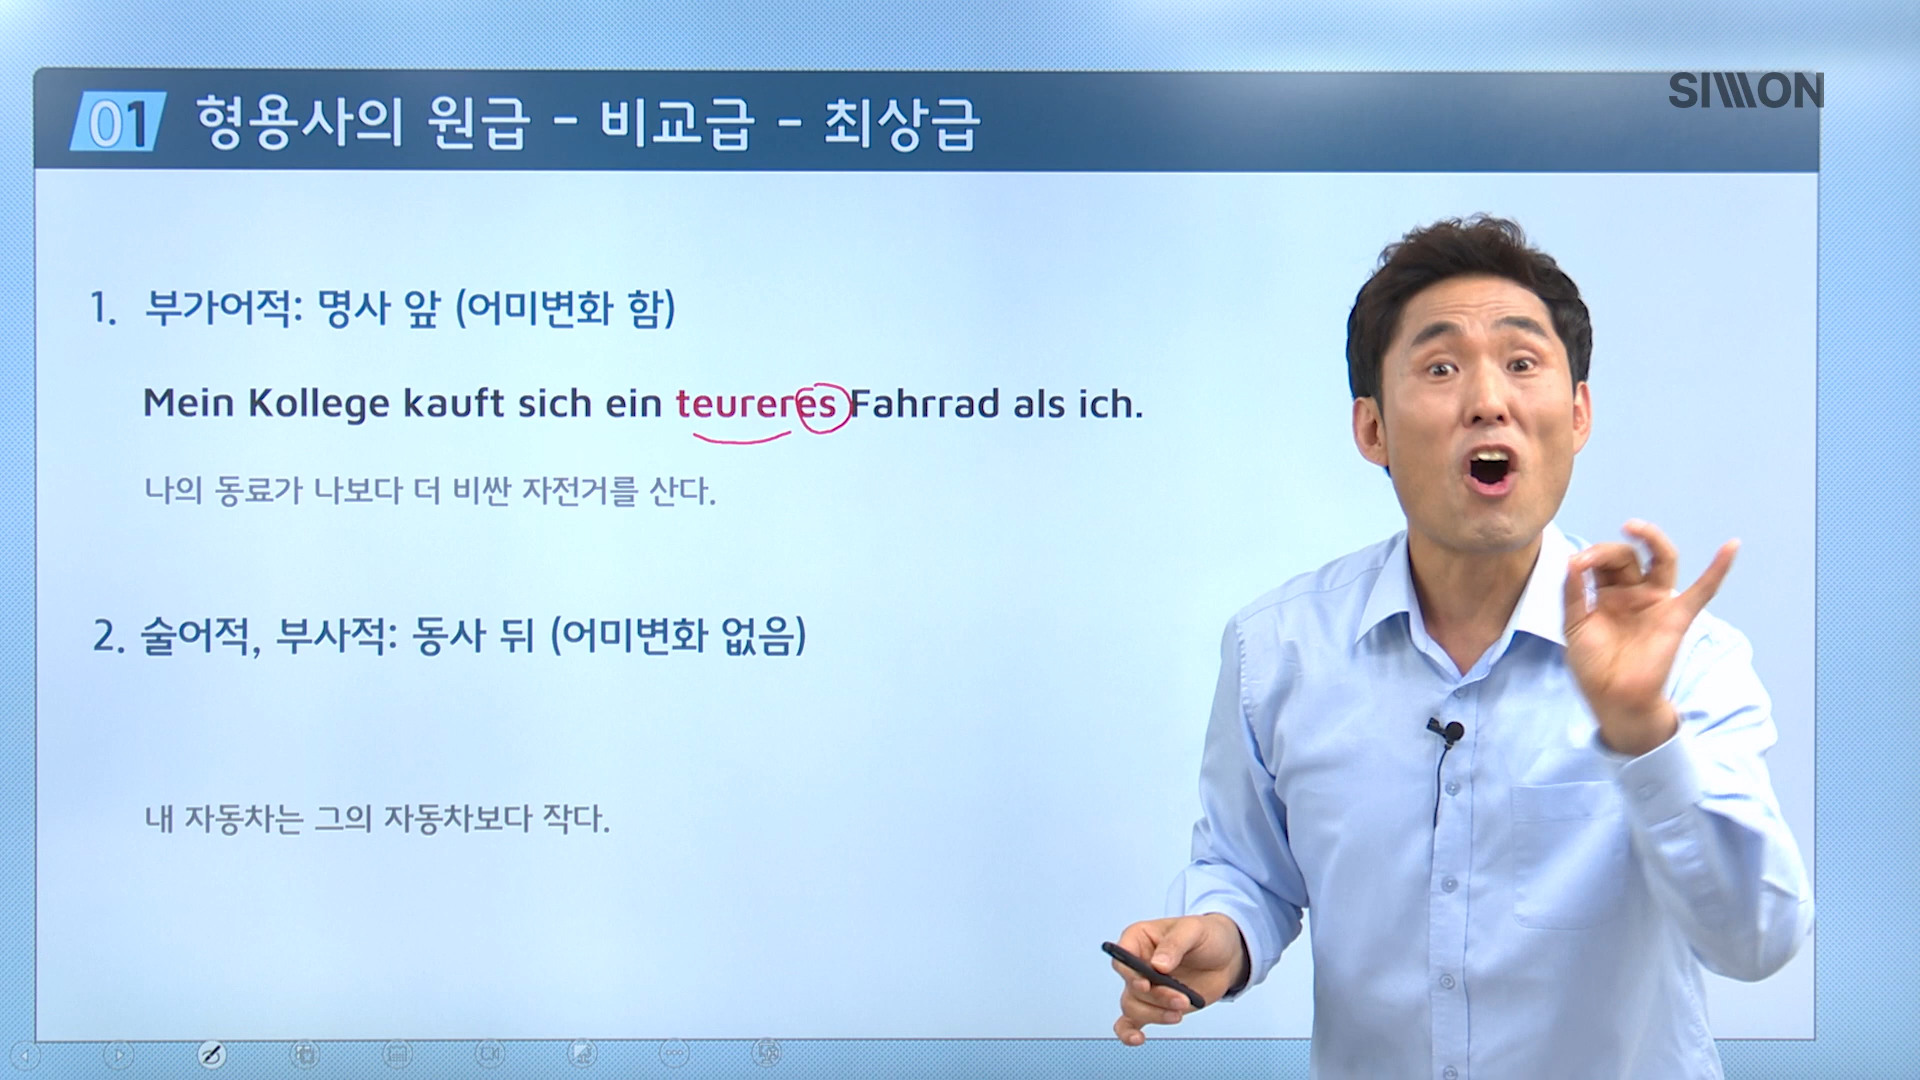 SIWON
01 형용사의 원급 - 비교급 - 최상급
1. 부가어적: 명사 앞 (어미변화 함)
Mein Kollege kauft sich ein teureres Fahrrad als ich.
나의 동료가 나보다 더 비싼 자전거를 산다.
2. 술어적, 부사적: 동사 뒤 (어미변화 없음)
내 자동차는 그의 자동차보다 작다.